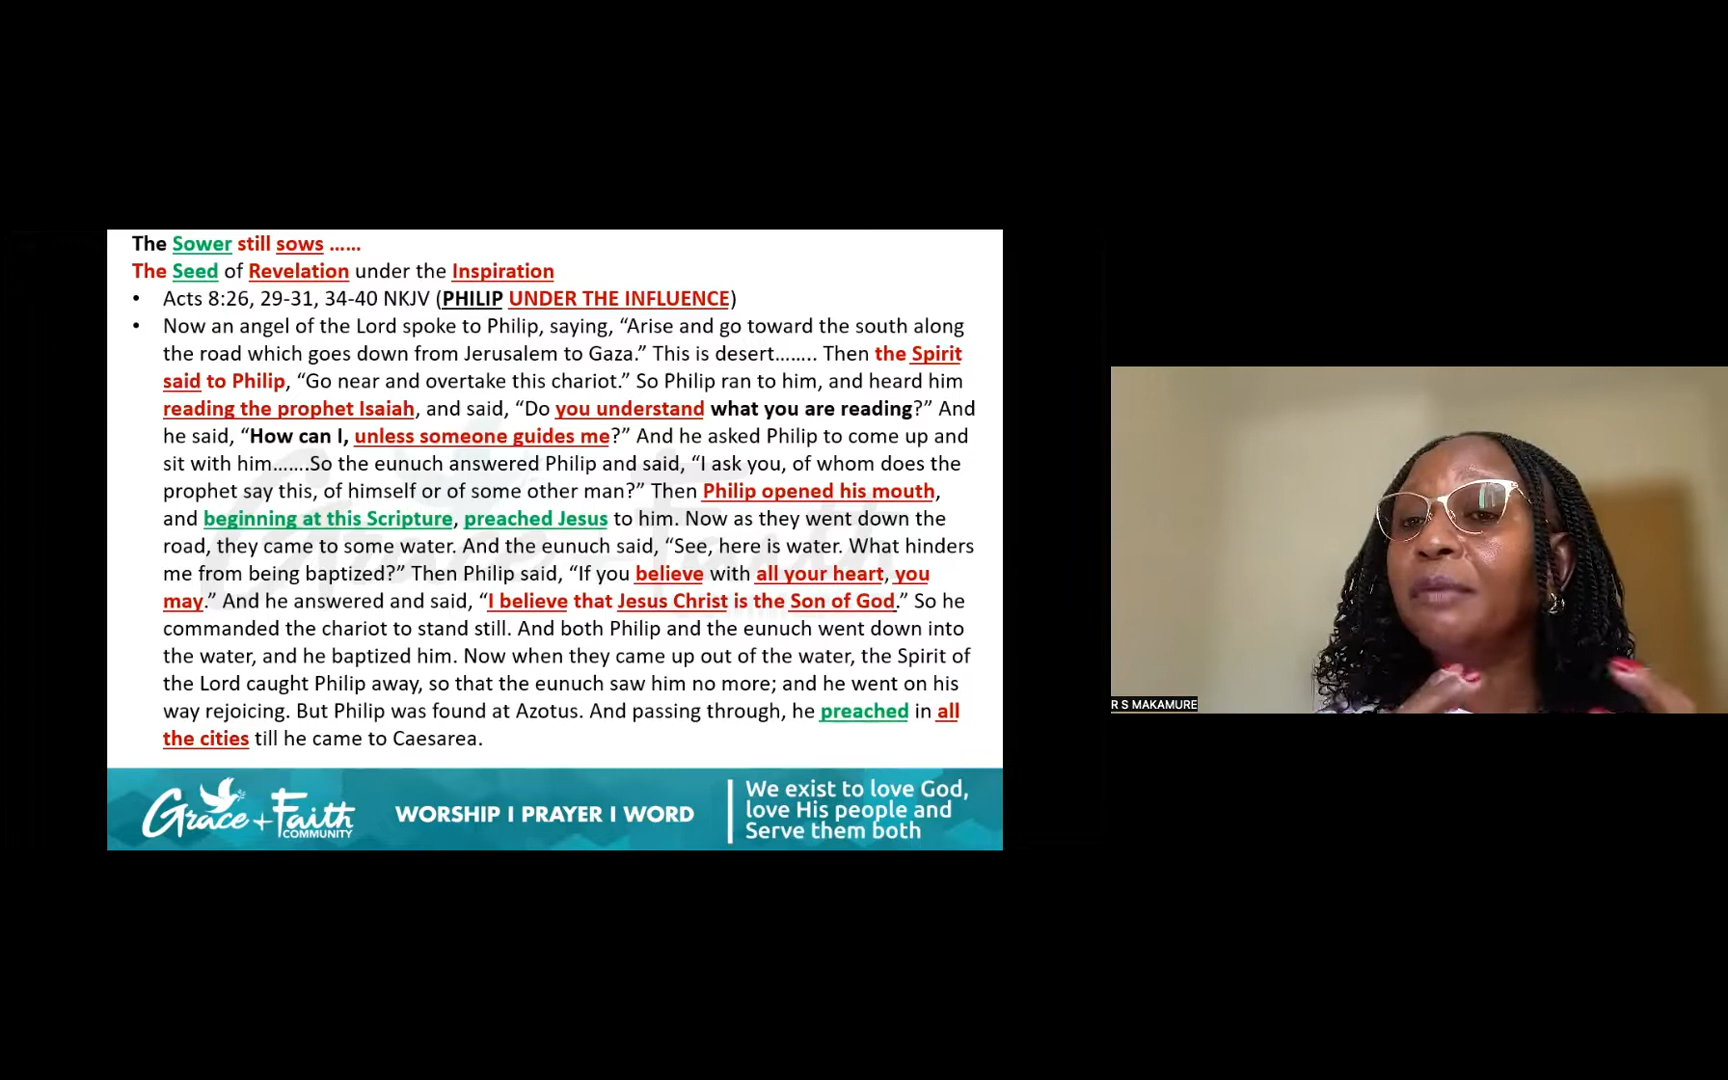 The Sower still sows ......
The Seed of Revelation under the Inspiration
• Acts 8:26, 29-31, 34-40 NKJV (PHILIP UNDER THE INFLUENCE)
• Now an angel of the Lord spoke to Philip, saying, “Arise and go toward the south along
the road which goes down from Jerusalem to Gaza.” This is desert…….. Then the Spirit
said to Philip, “Go near and overtake this chariot.” So Philip ran to him, and heard him
reading the prophet Isaiah, and said, “Do you understand what you are reading?” And
he said, “How can I, unless someone guides me?” And he asked Philip to come up and
sit with him…….So the eunuch answered Philip and said, “I ask you, of whom does the
prophet say this, of himself or of some other man?” Then Philip opened his mouth,
and beginning at this Scripture, preached Jesus to him. Now as they went down the
road, they came to some water. And the eunuch said, “See, here is water. What hinders
me from being baptized?” Then Philip said, “If you believe with all your heart, you
may.” And he answered and said, “I believe that Jesus Christ is the Son of God.” So he
commanded the chariot to stand still. And both Philip and the eunuch went down into
the water, and he baptized him. Now when they came up out of the water, the Spirit of
the Lord caught Philip away, so that the eunuch saw him no more; and he went on his
way rejoicing. But Philip was found at Azotus. And passing through, he preached in all
the cities till he came to Caesarea.
Grace + Faith
COMMUNITY
WORSHIP I PRAYER I WORD
We exist to love God,
love His people and
Serve them both
R S MAKAMURE